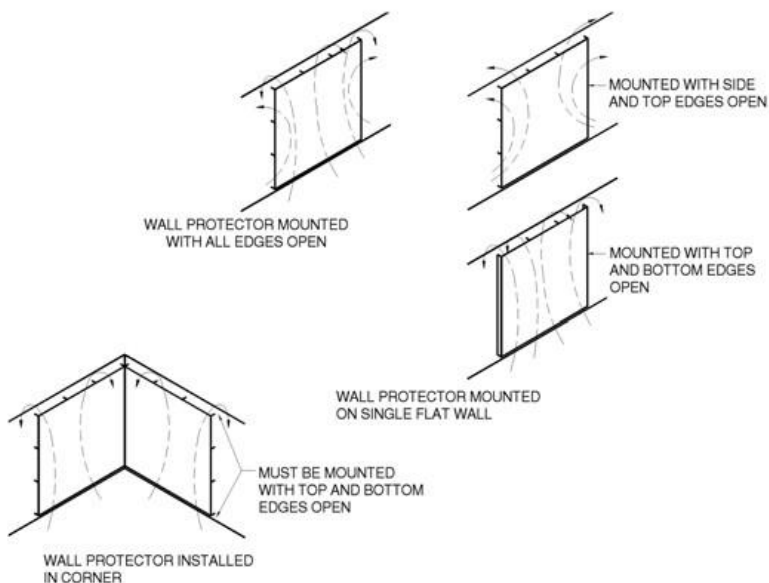 WALL PROTECTOR MOUNTED
WITH ALL EDGES OPEN
MOUNTED WITH SIDE
AND TOP EDGES OPEN
MOUNTED WITH TOP
AND BOTTOM EDGES
OPEN
WALL PROTECTOR MOUNTED
ON SINGLE FLAT WALL
MUST BE MOUNTED
WITH TOP AND BOTTOM
EDGES OPEN
WALL PROTECTOR INSTALLED
IN CORNER